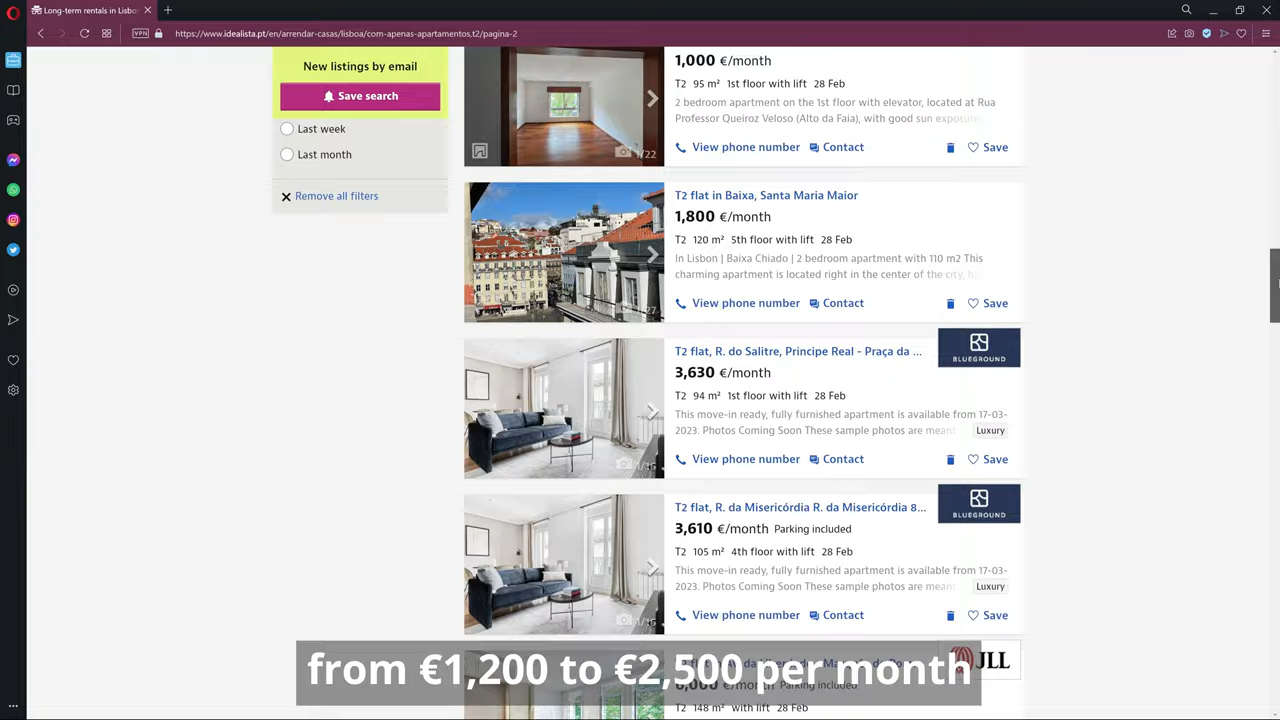 Long-term rentals in Lisbo
VPN
https://www.idealista.pt/en/arrendar-casas/lisboa/com-apenas-apartamentos,t2/pagina-2
New listings by email
Save search
Last week
Last month
Remove all filters
1/22
1,000 €/month
T2 95 m² 1st floor with lift 28 Feb
2 bedroom apartment on the 1st floor with elevator, located at Rua
Professor Queiroz Veloso (Alto da Faia), with good sun exposure
View phone number Contact Save
T2 flat in Baixa, Santa Maria Maior
1,800 €/month
T2 120 m² 5th floor with lift 28 Feb
In Lisbon | Baixa Chiado | 2 bedroom apartment with 110 m2 This
charming apartment is located right in the center of the city,
View phone number Contact Save
T2 flat, R. do Salitre, Principe Real - Praça da ...
BLUEGROUND
3,630 €/month
T2 94 m² 1st floor with lift 28 Feb
This move-in ready, fully furnished apartment is available from 17-03-
2023. Photos Coming Soon These sample photos are meant
Luxury
1/16
View phone number Contact Save
T2 flat, R. da Misericórdia R. da Misericórdia 8...
BLUEGROUND
3,610 €/month Parking included
T2 105 m² 4th floor with lift 28 Feb
This move-in ready, fully furnished apartment is available from 17-03-
2023. Photos Coming Soon These sample photos are meant
Luxury
1/16
View phone number Contact Save
JLL
from €1,200 to €2,500 per month
6,000 €/month Parking included
T2 148 m² with lift 28 Feb